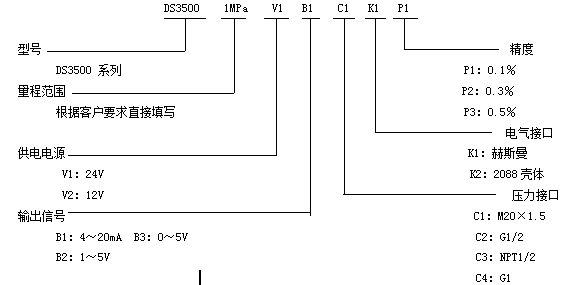 DS3500 1MPa V1 B1 C1 K1 P1
型号 精度
DS3500 系列 P1：0.1％
量程范围 P2：0.3％
根据客户要求直接填写 P3：0.5％
电气接口
供电电源 K1：赫斯曼
V1：24V K2：2088 壳体
V2：12V 压力接口
输出信号 C1：M20×1.5
B1：4～20mA B3：0～5V C2：G1/2
B2：1～5V C3：NPT1/2
C4：G1